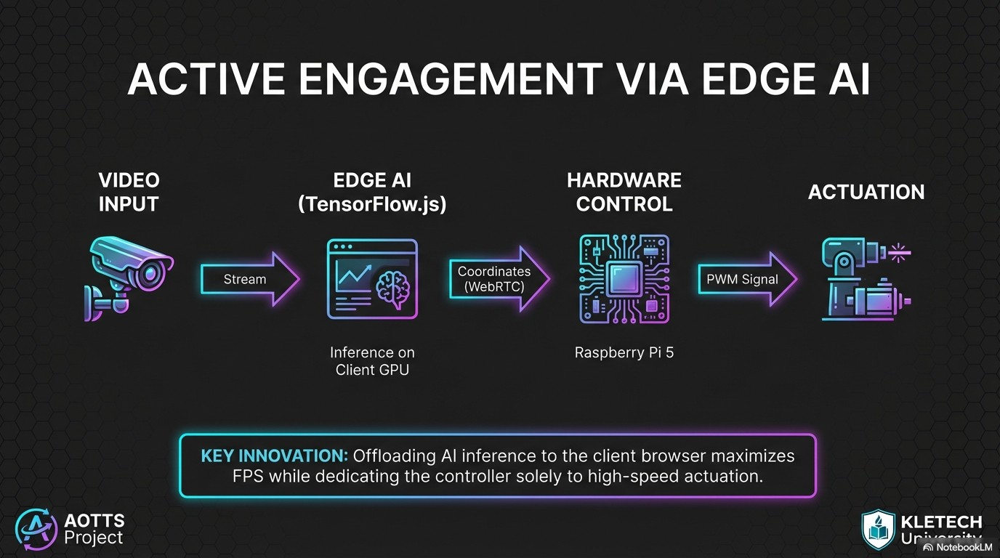 ACTIVE ENGAGEMENT VIA EDGE AI
VIDEO
INPUT
EDGE AI
(TensorFlow.js)
HARDWARE
CONTROL
ACTUATION
Stream
Coordinates
(WebRTC)
PWM Signal
Inference on
Client GPU
Raspberry Pi 5
KEY INNOVATION: Offloading AI inference to the client browser maximizes
FPS while dedicating the controller solely to high-speed actuation.
AOTTS
Project
KLETECH
University
NotebookLM